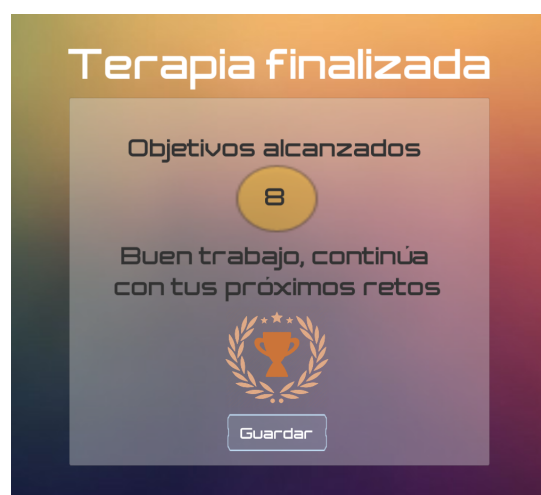 Terapia finalizada
Objetivos alcanzados
8
Buen trabajo, continúa
con tus próximos retos
Guardar